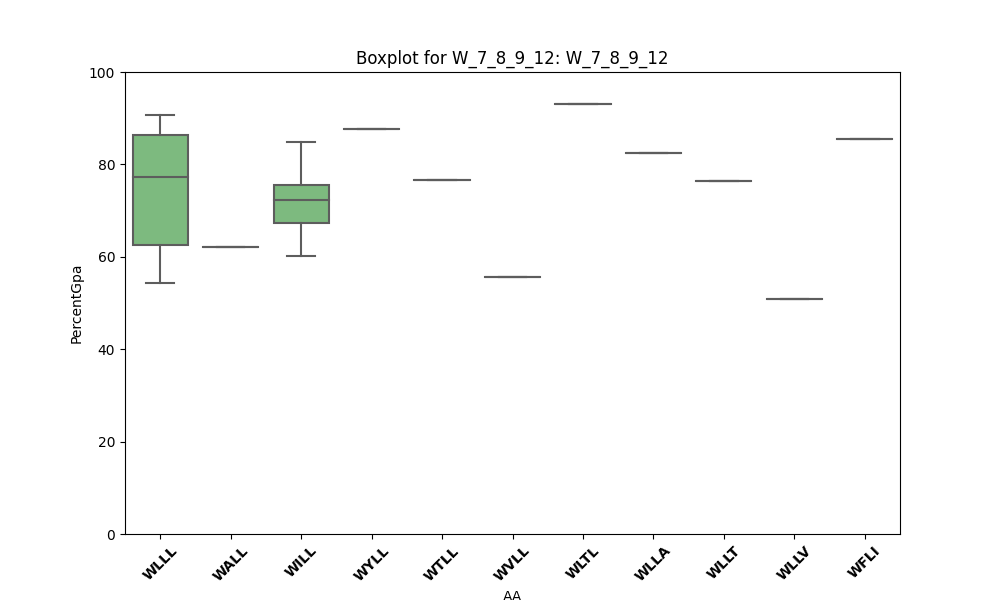 Boxplot for W_7_8_9_12: W_7_8_9_12
100
80
60
40
20
0
PercentGpa
WLLL WALL WILL WYLL WTLL WVLL WLTL WLLA WLLT WLLV WFLI
AA